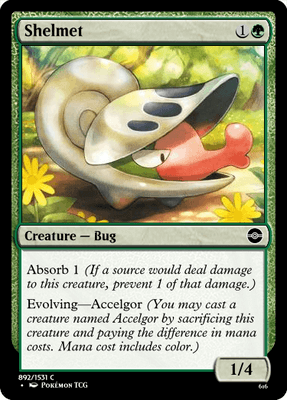 Shelmet 1
Creature — Bug
Absorb 1 (If a source would deal damage
to this creature, prevent 1 of that damage.)
Evolving—Accelgor (You may cast a
creature named Accelgor by sacrificing this
creature and paying the difference in mana
costs. Mana cost includes color.)
1/4
892/1531 C
• Pokémon TCG